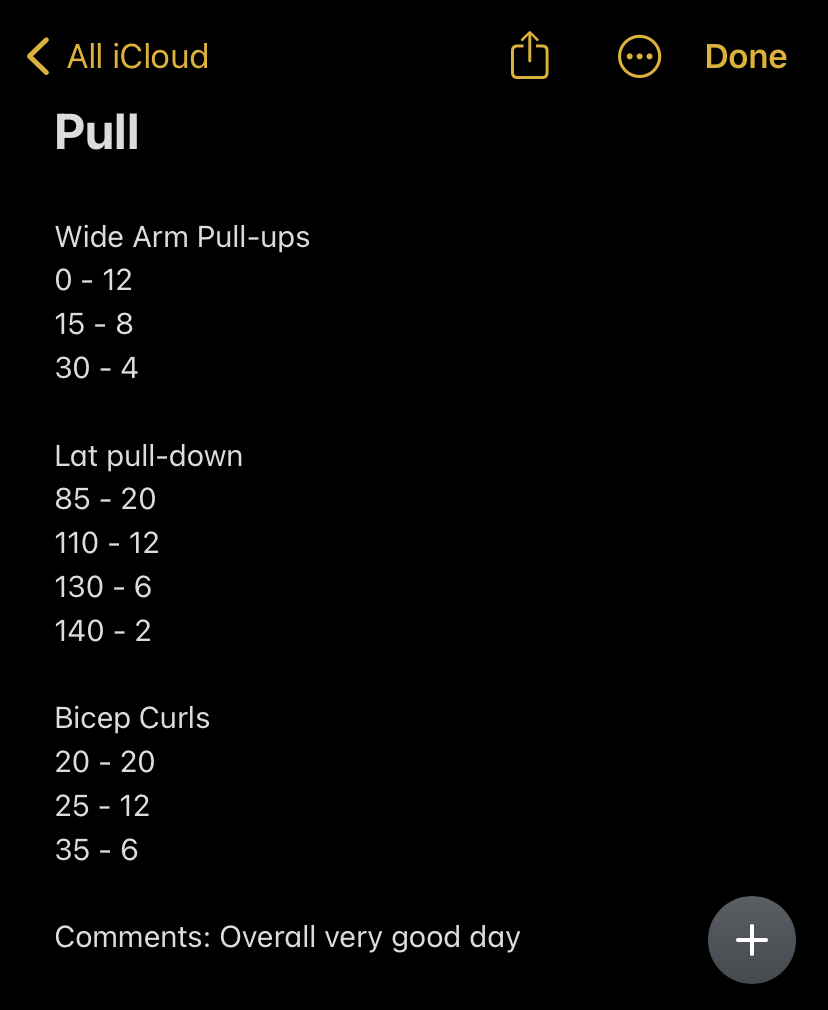 All iCloud
Done
Pull
Wide Arm Pull-ups
0 - 12
15 - 8
30 - 4
Lat pull-down
85 - 20
110 - 12
130 - 6
140 - 2
Bicep Curls
20 - 20
25 - 12
35 - 6
Comments: Overall very good day